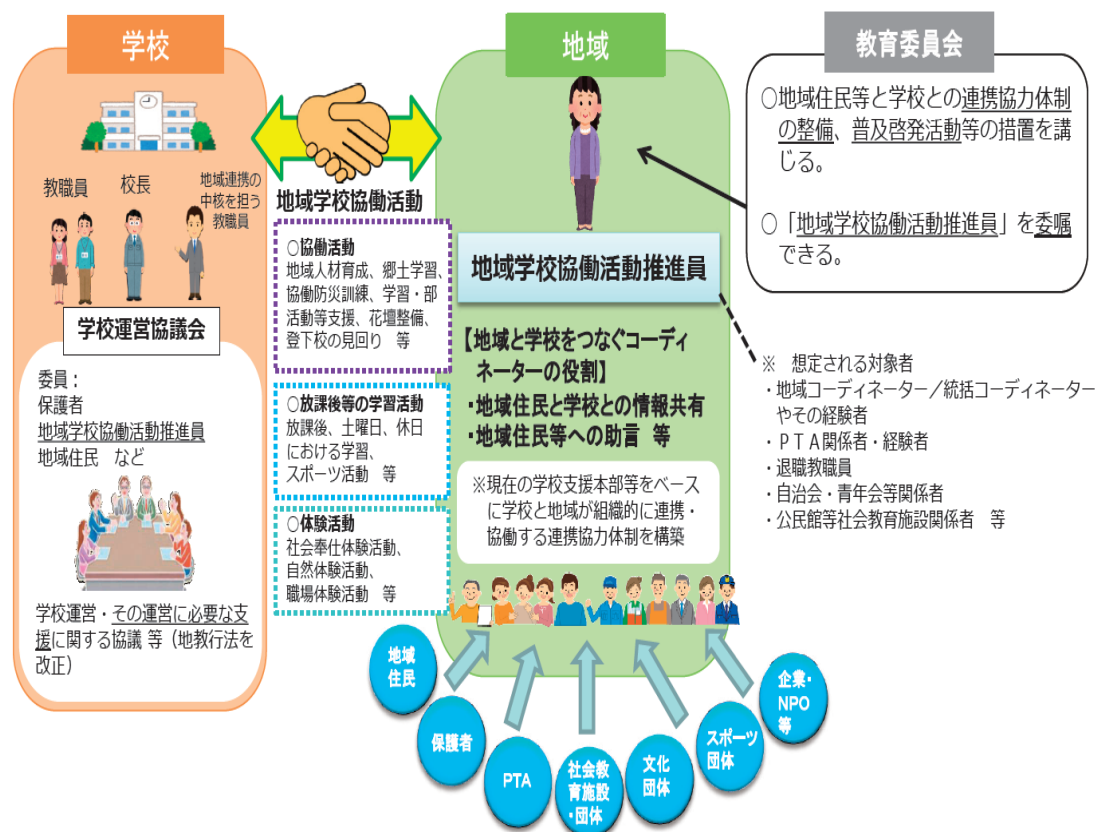 学校
教職員
校長
地域連携の
中核を担う
教職員
学校運営協議会
委員：
保護者
地域学校協働活動推進員
地域住民　など
学校運営・その運営に必要な支
援に関する協議 等（地教行法を
改正）
地域学校協働活動
○協働活動
地域人材育成、郷土学習、
協働防災訓練、学習・部
活動等支援、花壇整備、
登下校の見回り　等
○放課後等の学習活動
放課後、土曜日、休日
における学習、
スポーツ活動　等
○体験活動
社会奉仕体験活動、
自然体験活動、
職場体験活動　等
地域
地域学校協働活動推進員
【地域と学校をつなぐコーディ
ネーターの役割】
・地域住民と学校との情報共有
・地域住民等への助言　等
※現在の学校支援本部等をベース
に学校と地域が組織的に連携・
協働する連携協力体制を構築
地域
住民
保護者
PTA
社会教
育施設
・団体
文化
団体
スポーツ
団体
企業・
NPO
等
教育委員会
○地域住民等と学校との連携協力体制
の整備、普及啓発活動等の措置を講
じる。
○「地域学校協働活動推進員」を委嘱
できる。
※　想定される対象者
・地域コーディネーター／統括コーディネーター
やその経験者
・ＰＴＡ関係者・経験者
・退職教職員
・自治会・青年会等関係者
・公民館等社会教育施設関係者　等